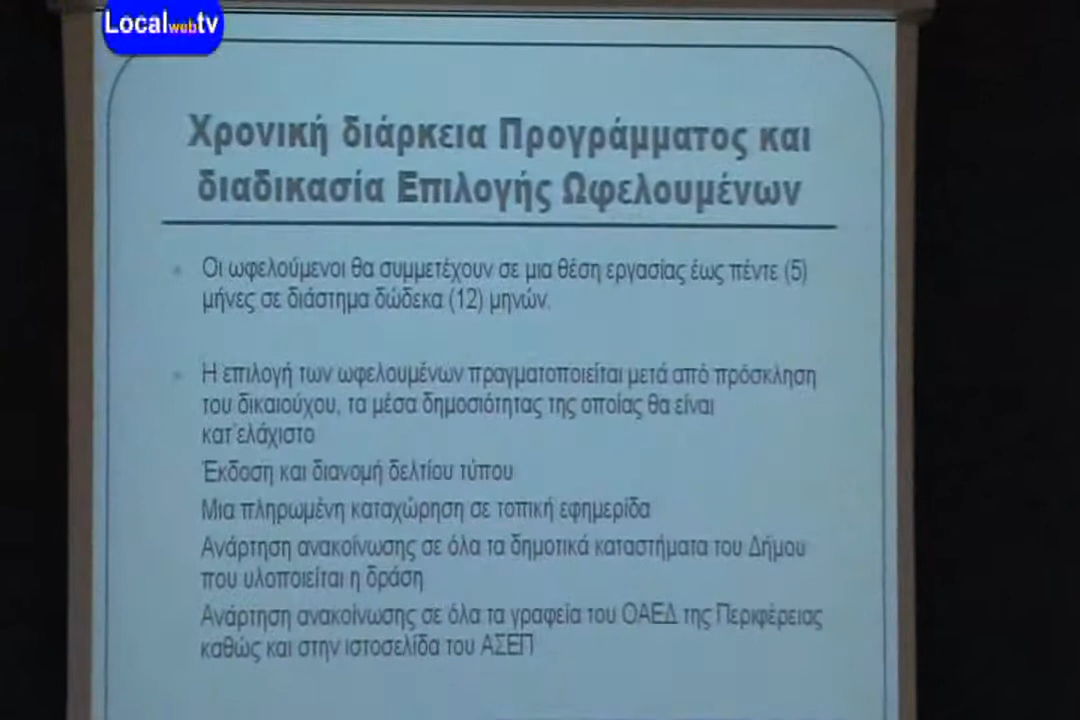 Localwebtv
Χρονική διάρκεια Προγράμματος και
διαδικασία Επιλογής Ωφελουμένων
Οι ωφελούμενοι θα συμμετέχουν σε μια θέση εργασίας έως πέντε (5)
μήνες σε διάστημα δώδεκα (12) μηνών.
Η επιλογή των ωφελουμένων πραγματοποιείται μετά από πρόσκληση
του δικαιούχου, τα μέσα δημοσιότητας της οποίας θα είναι
κατ΄ελάχιστο
Έκδοση και διανομή δελτίου τύπου
Μια πληρωμένη καταχώρηση σε τοπική εφημερίδα
Ανάρτηση ανακοίνωσης σε όλα τα δημοτικά καταστήματα του Δήμου
που υλοποιείται η δράση
Ανάρτηση ανακοίνωσης σε όλα τα γραφεία του ΟΑΕΔ της Περιφέρειας
καθώς και στην ιστοσελίδα του ΑΣΕΠ